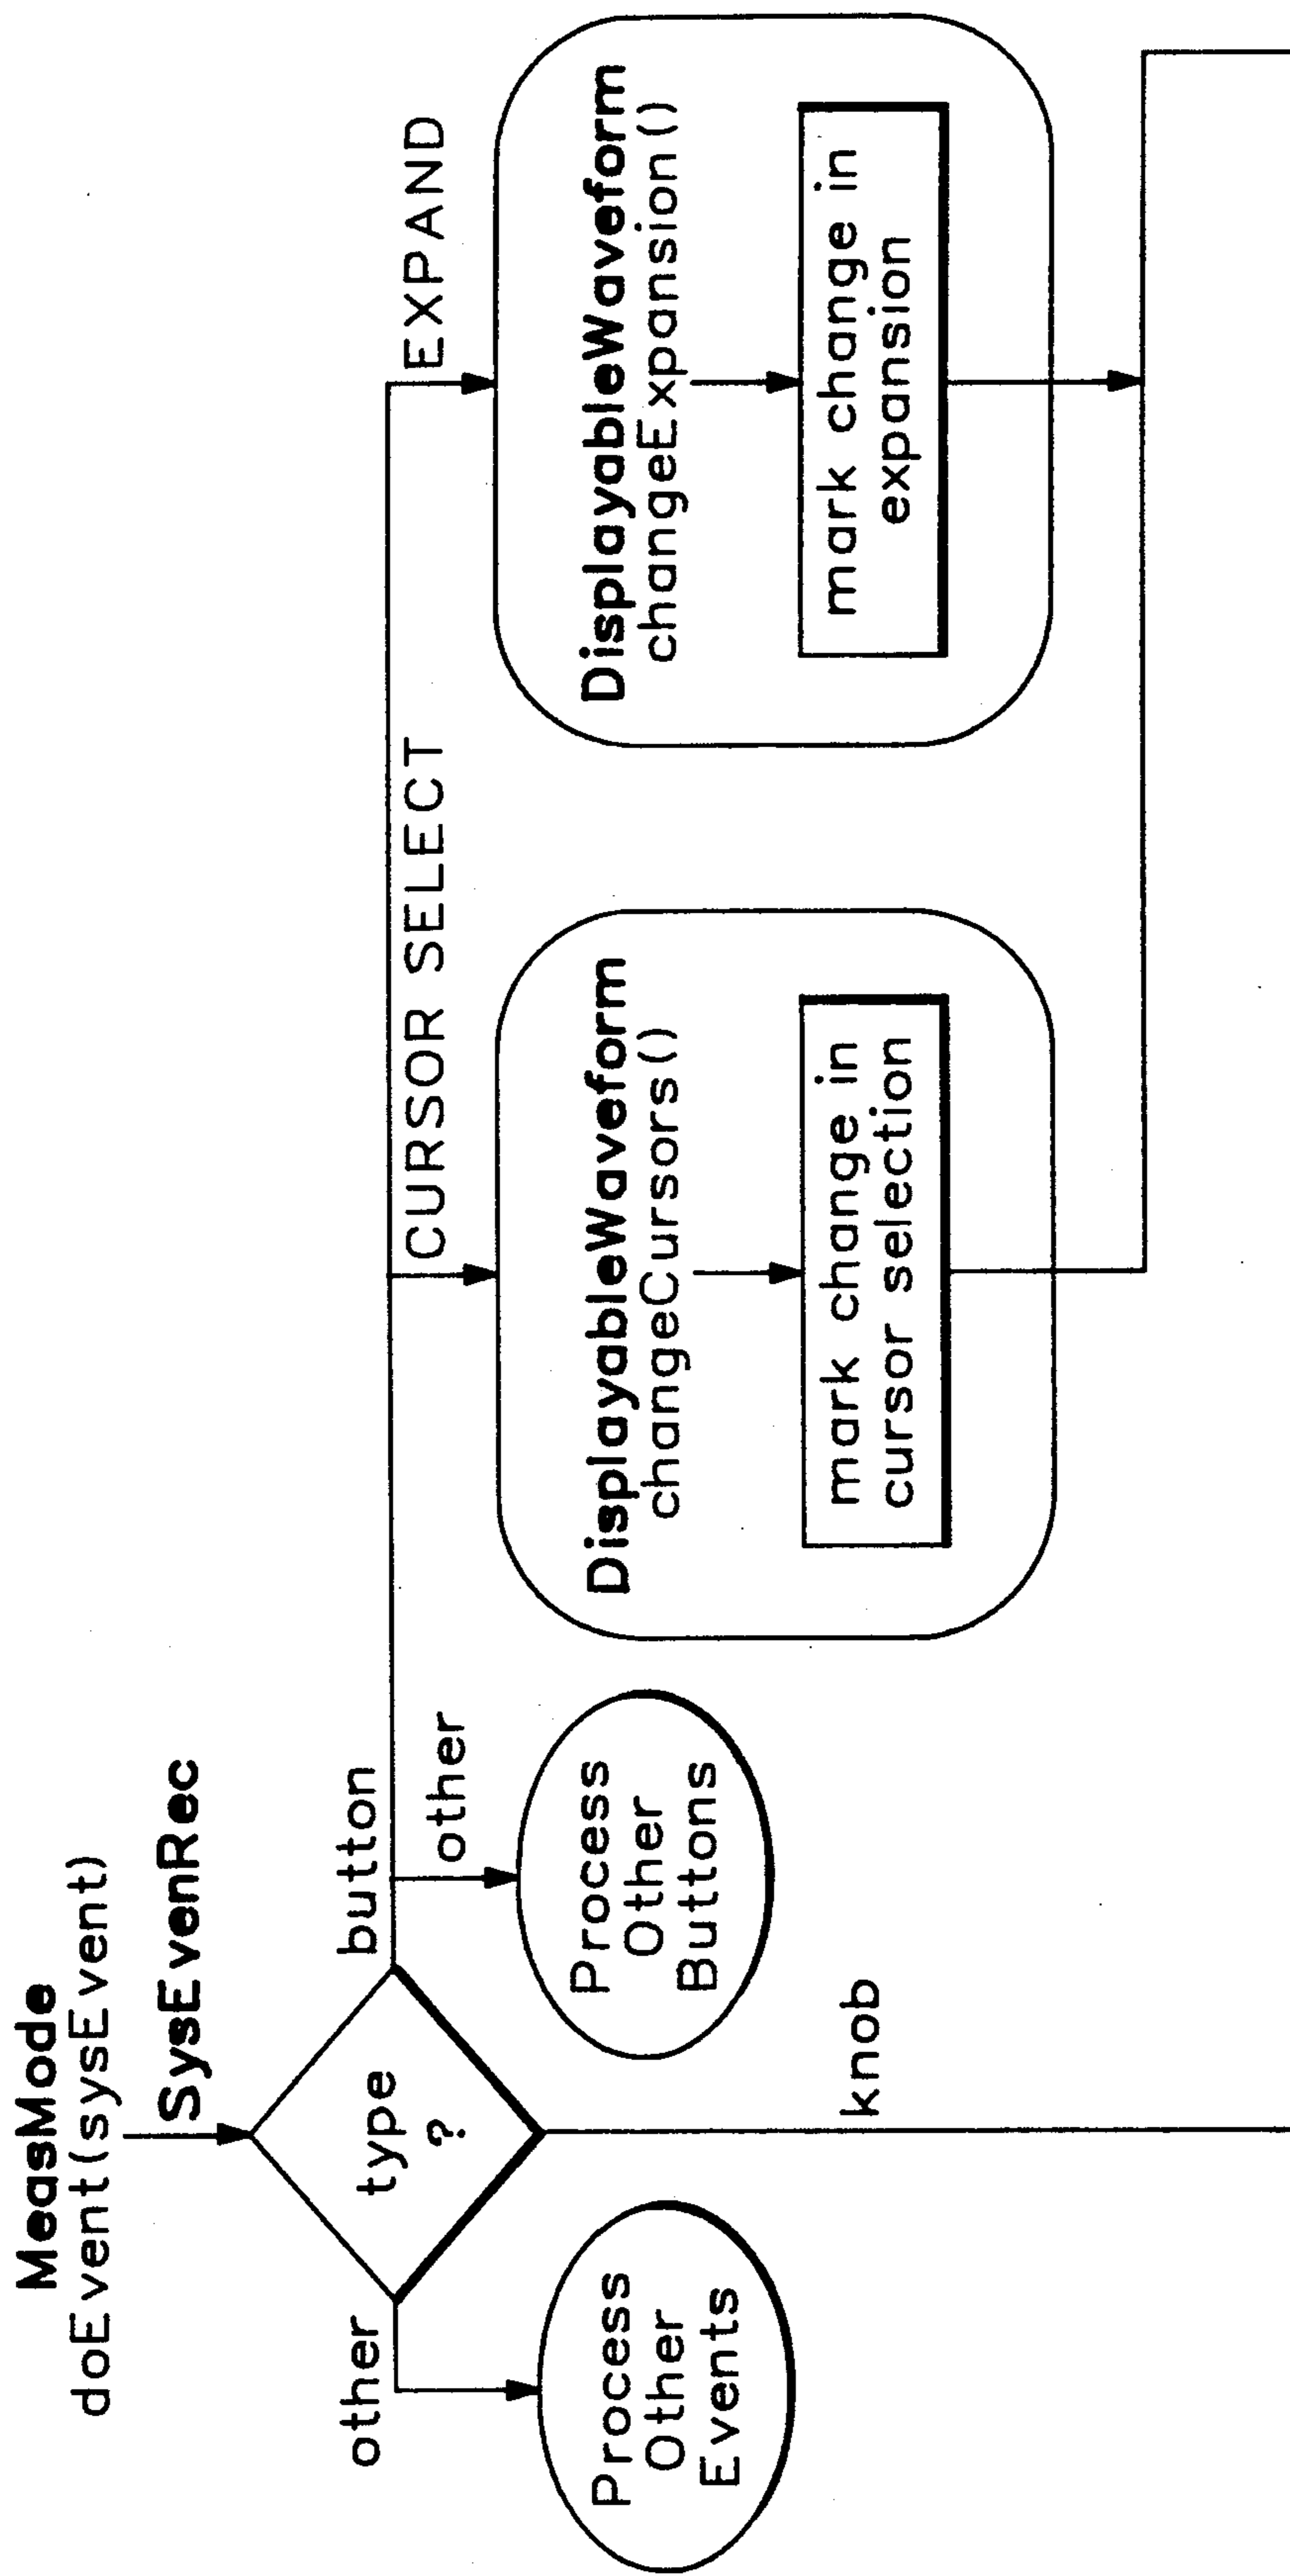 MeasMode
doEvent(sysEvent)
SysEvenRec
type
?
other
button
knob
Process
Other
Events
other
Process
Other
Buttons
CURSOR SELECT
DisplayableWaveform
changeCursors()
mark change in
cursor selection
EXPAND
DisplayableWaveform
changeExpansion()
mark change in
expansion